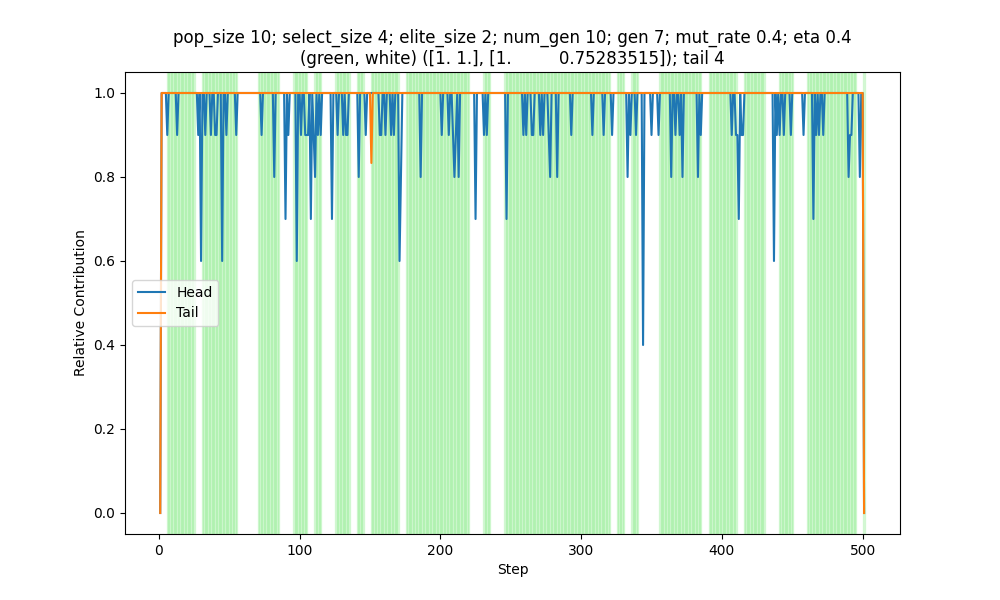 pop_size 10; select_size 4; elite_size 2; num_gen 10; gen 7; mut_rate 0.4; eta 0.4
(green, white) ([1. 1.], [1.          0.75283515]); tail 4
1.0
0.8
0.6
0.4
0.2
0.0
Relative Contribution
Head
Tail
0
100
200
300
400
500
Step